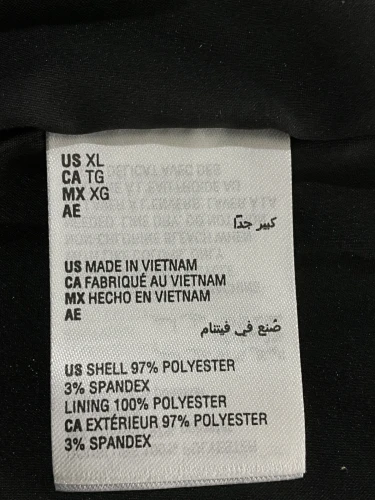 US XL
CA TG
MX XG
AE
كبير جدًا
US MADE IN VIETNAM
CA FABRIQUÉ AU VIETNAM
MX HECHO EN VIETNAM
AE
صُنع في فيتنام
US SHELL 97% POLYESTER
3% SPANDEX
LINING 100% POLYESTER
CA EXTÉRIEUR 97% POLYESTER
3% SPANDEX